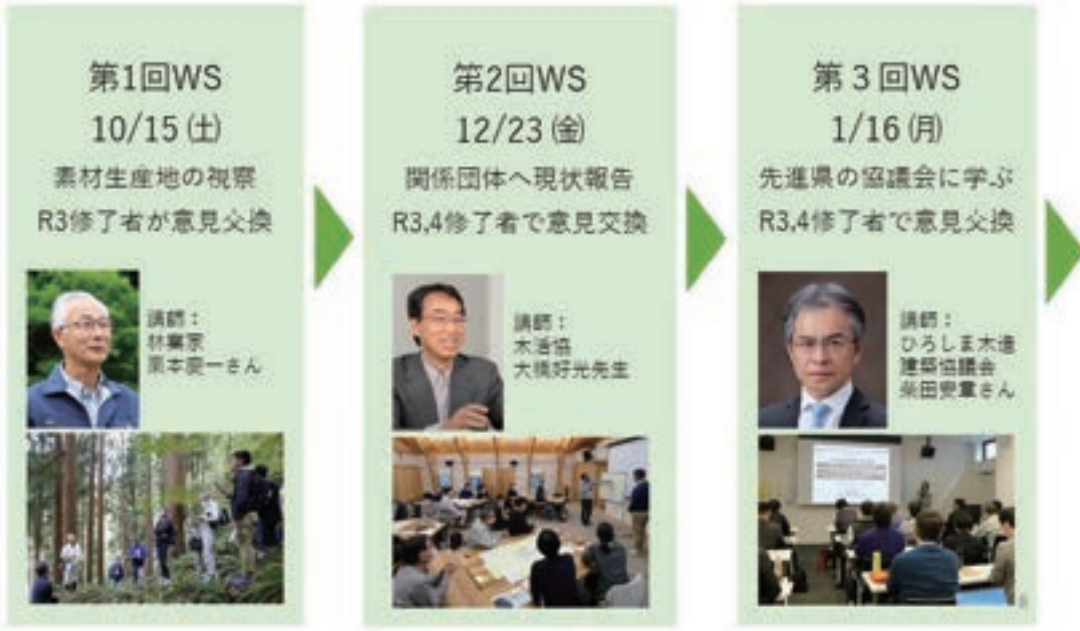 第1回WS
10/15 (土)
素材生産地の視察
R3修了者が意見交換
講師：
林業家
栗本慶一さん
第2回WS
12/23 (金)
関係団体へ現状報告
R3,4修了者で意見交換
講師：
木活協
大橋好光先生
第3回WS
1/16 (月)
先進県の協議会に学ぶ
R3,4修了者で意見交換
講師：
ひろしま木造
建築協議会
柴田安章さん